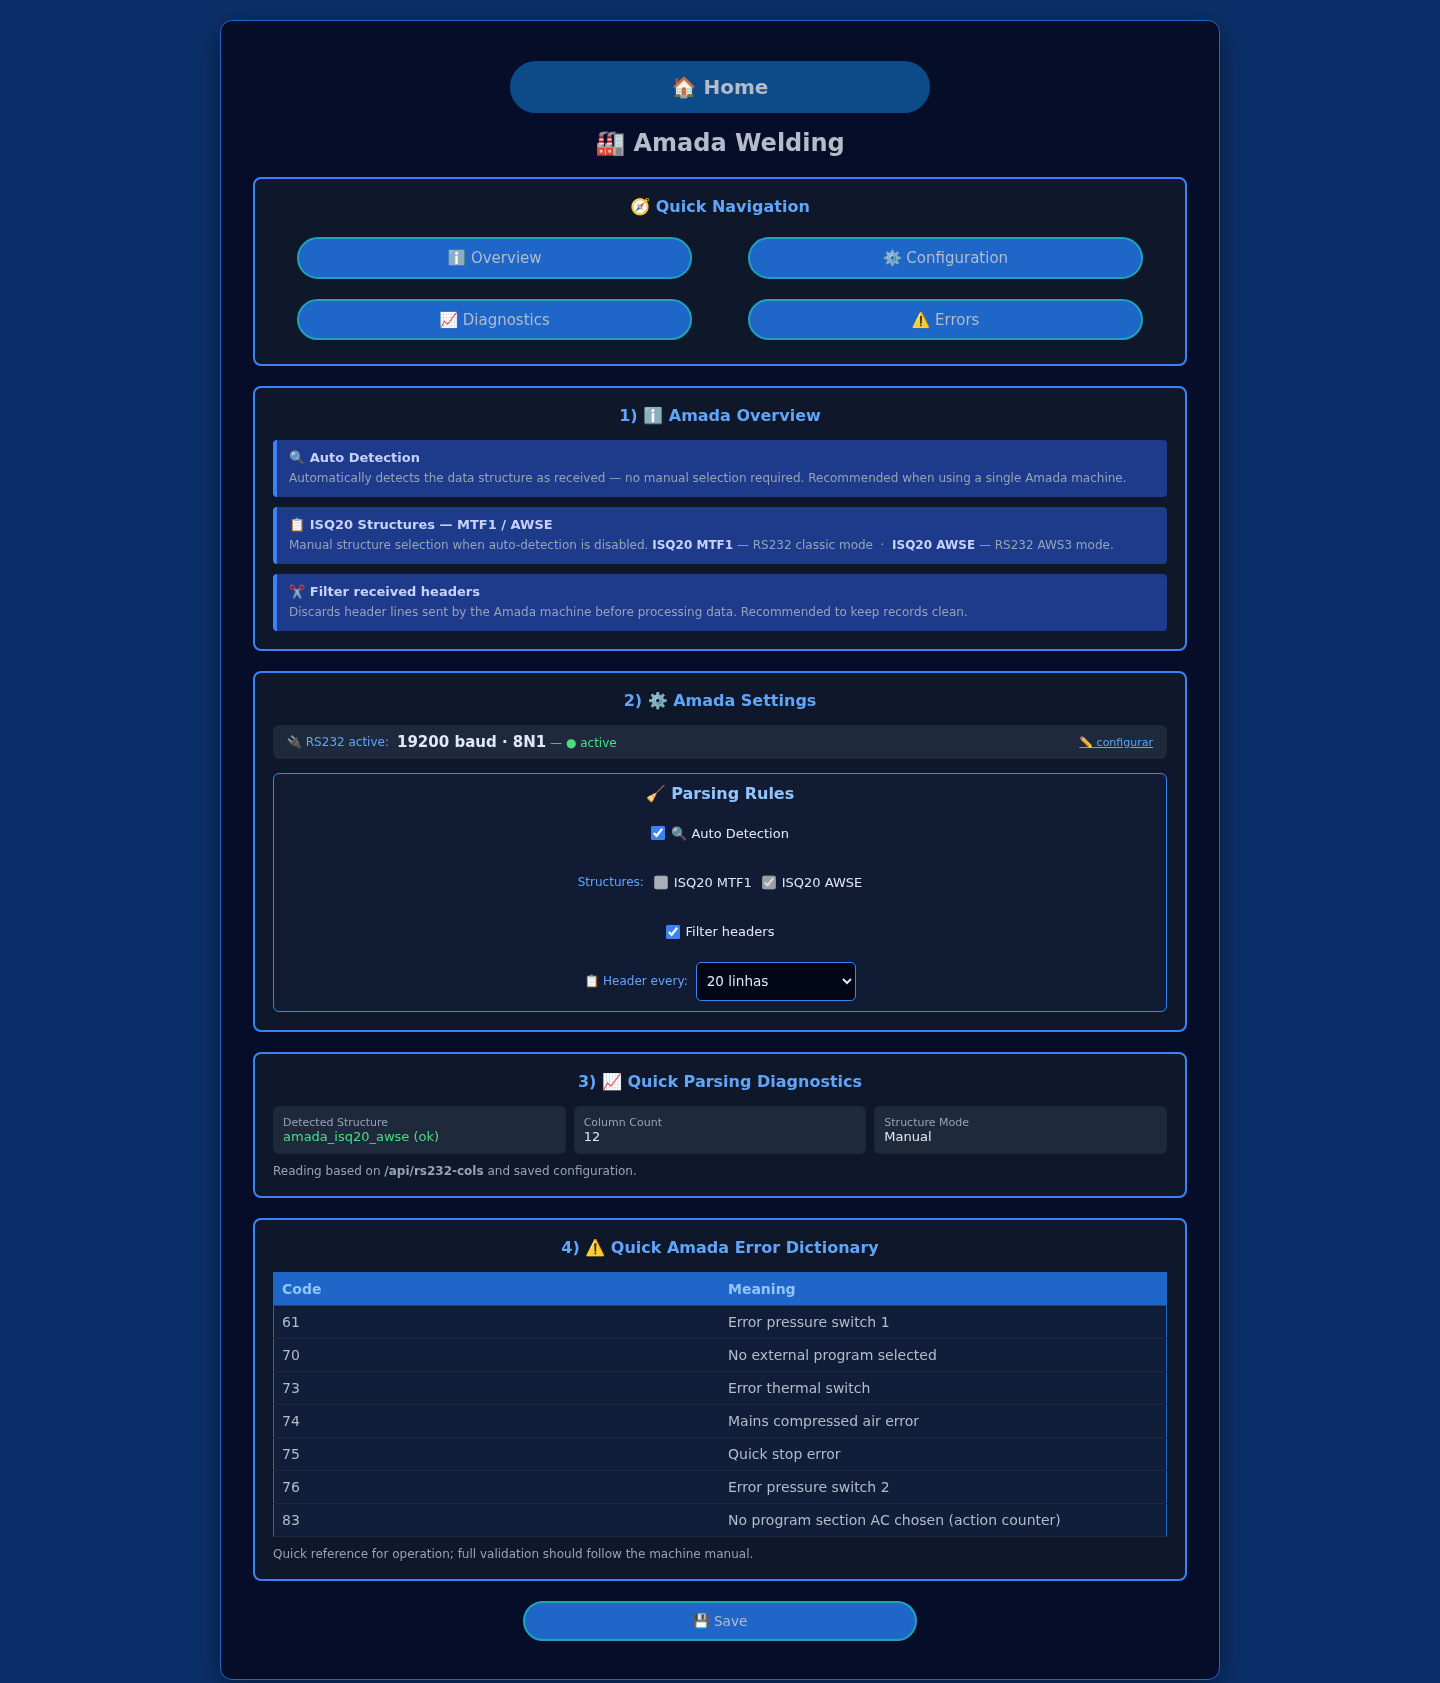 🏠 Home
🏭 Amada Welding
🧭 Quick Navigation
ℹ️ Overview
⚙️ Configuration
📈 Diagnostics
⚠️ Errors
1) ℹ️ Amada Overview
🔍 Auto Detection
Automatically detects the data structure as received — no manual selection required. Recommended when using a single Amada machine.
📋 ISQ20 Structures — MTF1 / AWSE
Manual structure selection when auto-detection is disabled. ISQ20 MTF1 — RS232 classic mode · ISQ20 AWSE — RS232 AWS3 mode.
✂️ Filter received headers
Discards header lines sent by the Amada machine before processing data. Recommended to keep records clean.
2) ⚙️ Amada Settings
🔌 RS232 active: 19200 baud · 8N1 — ● active
✏️ configurar
🧹 Parsing Rules
🔍 Auto Detection
Structures: ISQ20 MTF1 ISQ20 AWSE
Filter headers
📋 Header every: 20 linhas
3) 📈 Quick Parsing Diagnostics
Detected Structure
amada_isq20_awse (ok)
Column Count
12
Structure Mode
Manual
Reading based on /api/rs232-cols and saved configuration.
4) ⚠️ Quick Amada Error Dictionary
Code Meaning
61 Error pressure switch 1
70 No external program selected
73 Error thermal switch
74 Mains compressed air error
75 Quick stop error
76 Error pressure switch 2
83 No program section AC chosen (action counter)
Quick reference for operation; full validation should follow the machine manual.
💾 Save